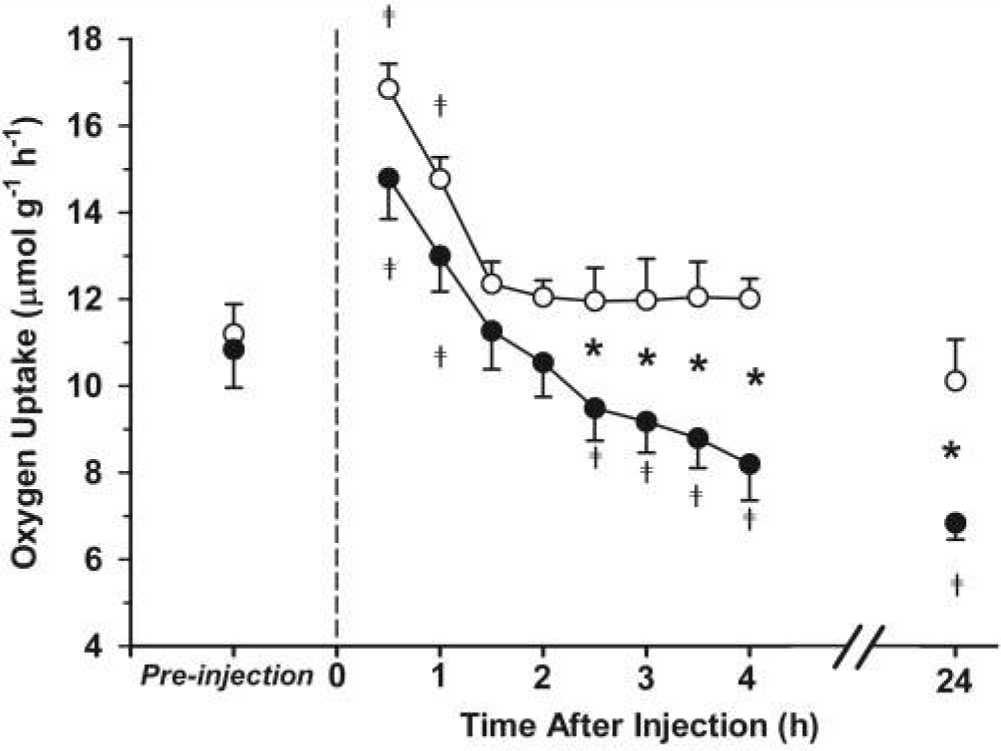 Oxygen Uptake (μmol g⁻¹ h⁻¹)
18
16
14
12
10
8
6
4
‡
‡
‡
‡
* * * *
‡ ‡ ‡ ‡
*
‡
Pre-injection 0 1 2 3 4 24
Time After Injection (h)